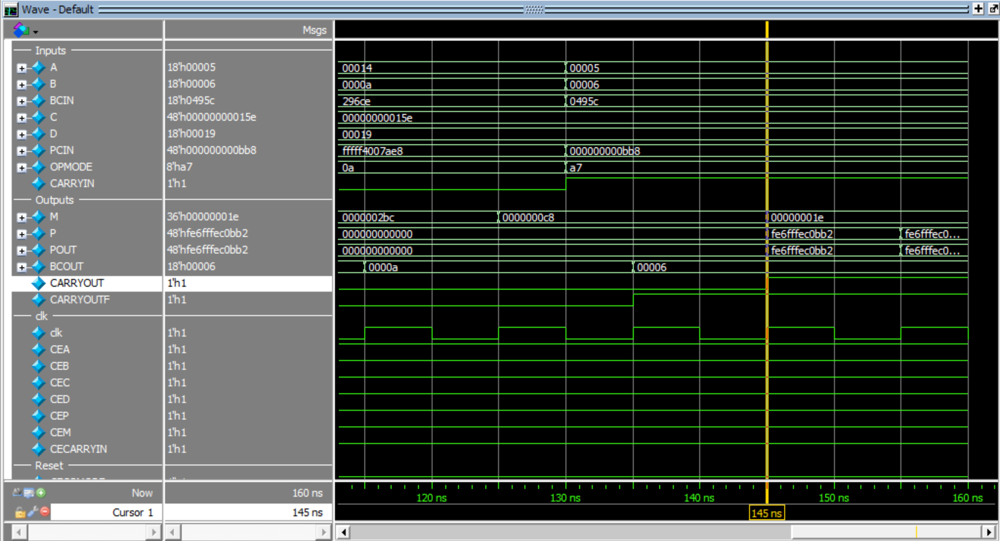 Wave - Default
Msgs
Inputs
A 18'h00005 00014 00005
B 18'h00006 0000a 00006
BCIN 18'h0495c 296ce 0495c
C 48'h00000000015e 00000000015e
D 18'h00019 00019
PCIN 48'h000000000bb8 fffff4007ae8 000000000bb8
OPMODE 8'ha7 0a a7
CARRYIN 1'h1
Outputs
M 36'h00000001e 0000002bc 0000000c8 00000001e
P 48'hfe6fffec0bb2 000000000000 fe6fffec0bb2 fe6fffec0...
POUT 48'hfe6fffec0bb2 000000000000 fe6fffec0bb2 fe6fffec0...
BCOUT 18'h00006 0000a 00006
CARRYOUT 1'h1
CARRYOUTF 1'h1
clk
clk 1'h1
CEA 1'h1
CEB 1'h1
CEC 1'h1
CED 1'h1
CEP 1'h1
CEM 1'h1
CECARRYIN 1'h1
Reset
Now 160 ns 120 ns 130 ns 140 ns 150 ns 160 ns
Cursor 1 145 ns 145 ns